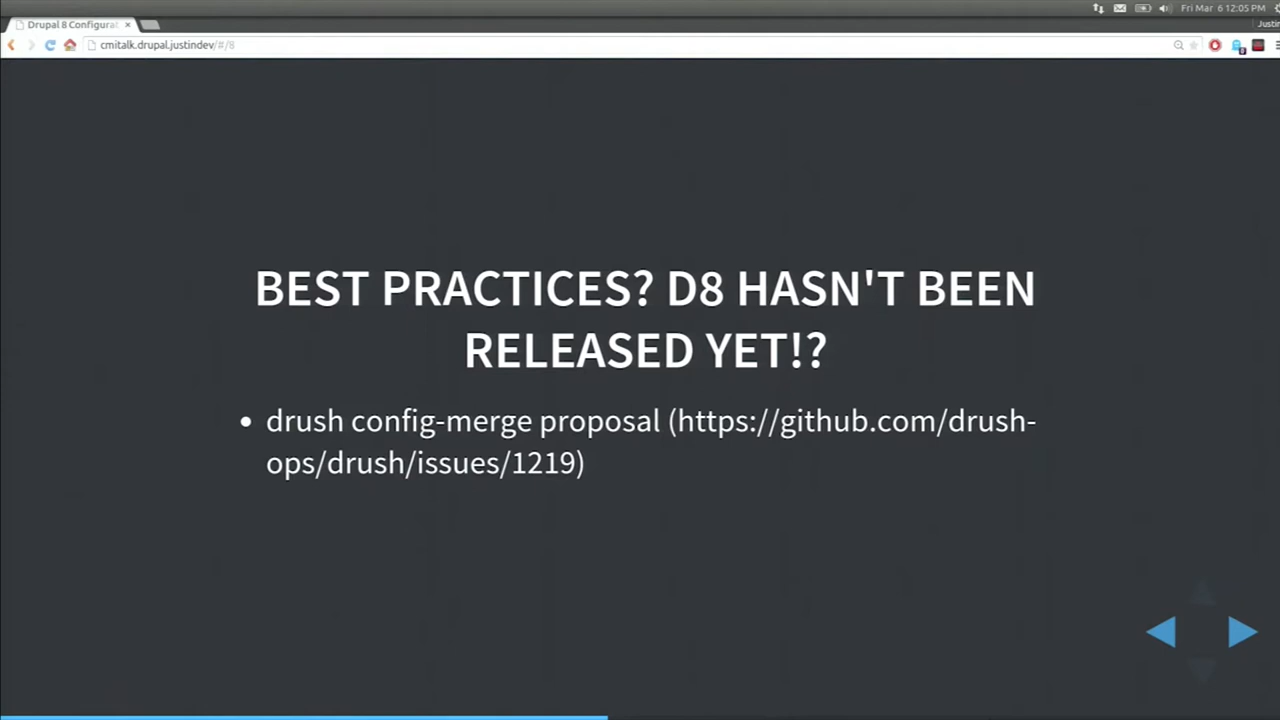 Fri Mar 6 12:05 PM
Drupal 8 Configurat
Justin
cmitalk.drupal.justindev/#/8
BEST PRACTICES? D8 HASN'T BEEN
RELEASED YET!?
• drush config-merge proposal (https://github.com/drush-
ops/drush/issues/1219)